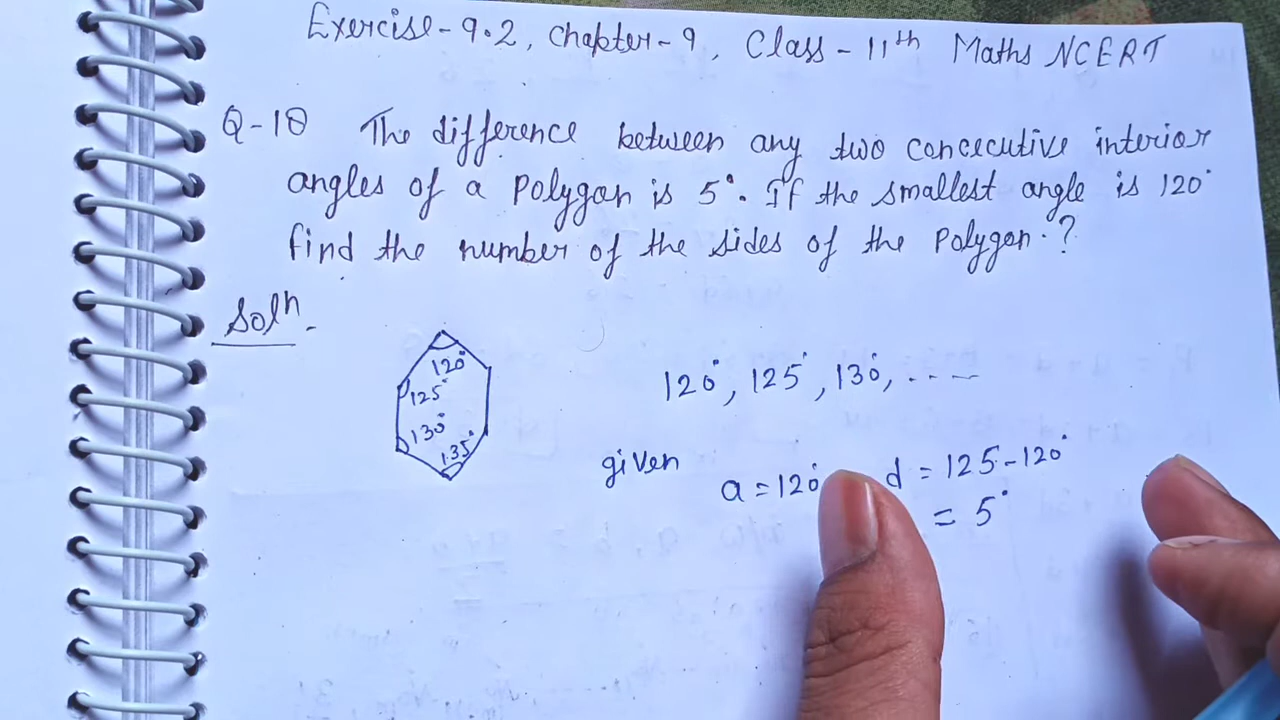 Exercise-9.2, Chapter-9, Class-11th Maths NCERT
Q-18 The difference between any two concecutive interior
angles of a polygon is 5°. If the smallest angle is 120°
find the number of the sides of the polygon.?
Solⁿ.
120°
125°
130°
135°
120°, 125°, 130°, ....
given
a = 120° d = 125-120°
= 5°